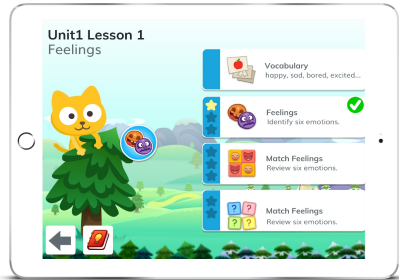 Unit1 Lesson 1
Feelings
Vocabulary
happy, sad, bored, excited...
Feelings
Identify six emotions.
Match Feelings
Review six emotions.
Match Feelings
Review six emotions.
? ?
? ?